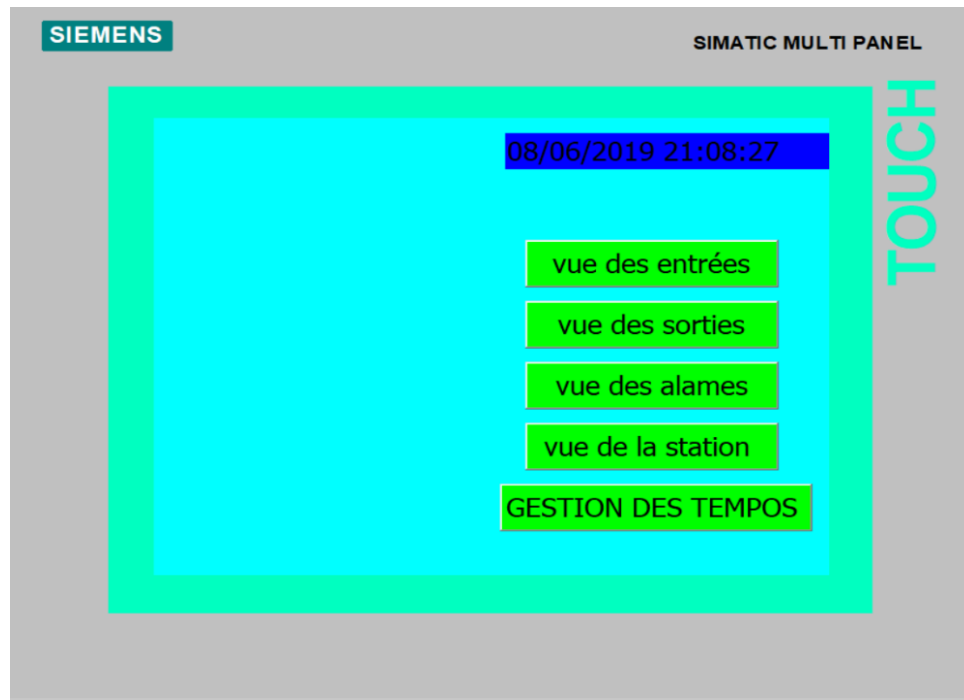 SIEMENS
SIMATIC MULTI PANEL
TOUCH
08/06/2019 21:08:27
vue des entrées
vue des sorties
vue des alames
vue de la station
GESTION DES TEMPOS